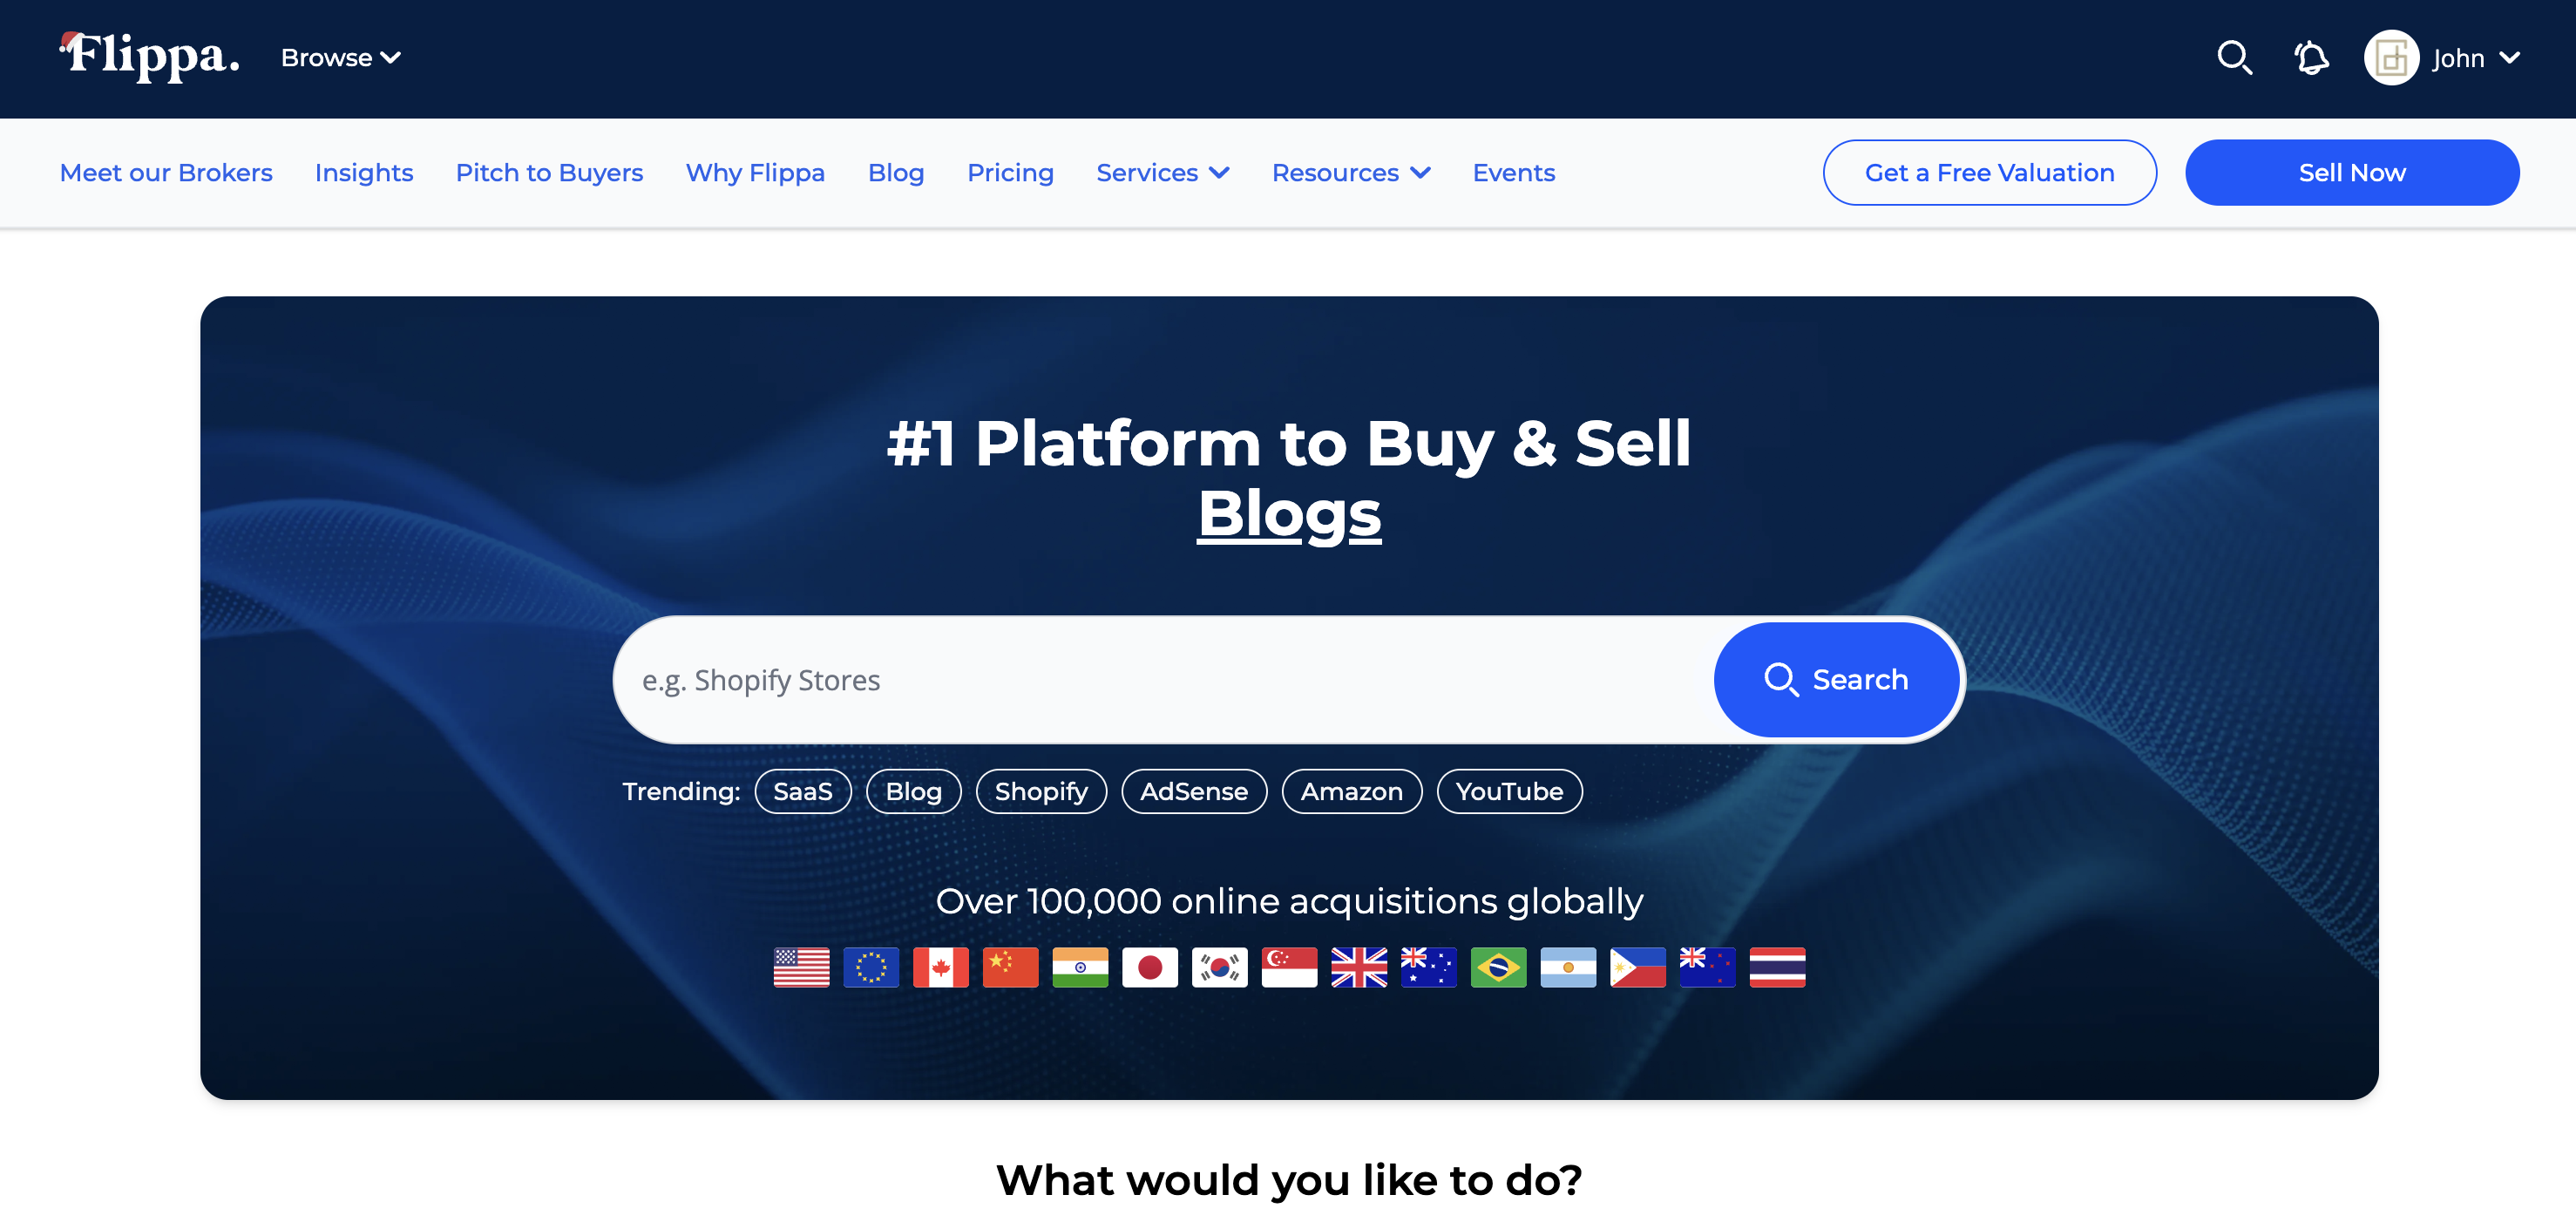 Flippa.
Browse
John
Meet our Brokers
Insights
Pitch to Buyers
Why Flippa
Blog
Pricing
Services
Resources
Events
Get a Free Valuation
Sell Now
#1 Platform to Buy & Sell
Blogs
e.g. Shopify Stores
Search
Trending:
SaaS
Blog
Shopify
AdSense
Amazon
YouTube
Over 100,000 online acquisitions globally
What would you like to do?